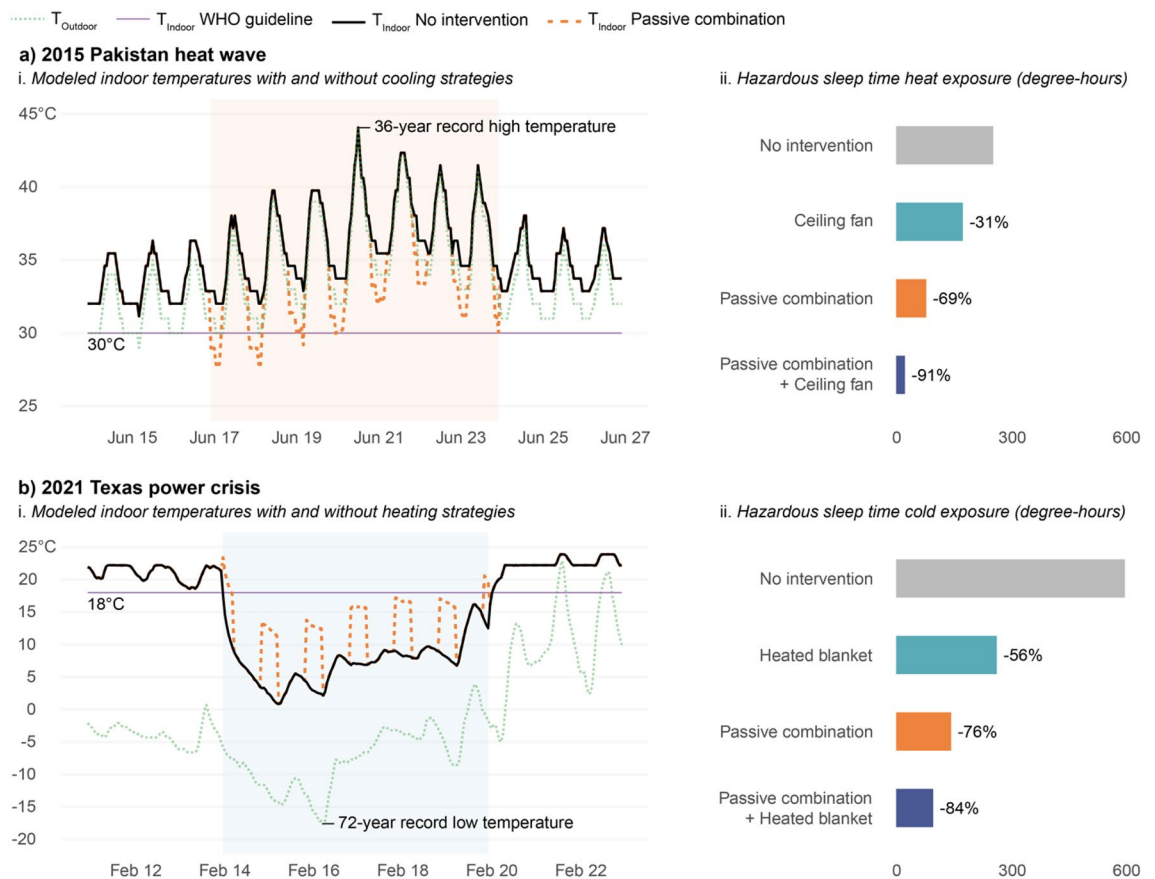 T_Outdoor T_Indoor WHO guideline T_Indoor No intervention T_Indoor Passive combination
a) 2015 Pakistan heat wave
i. Modeled indoor temperatures with and without cooling strategies
45°C
40
35
30
25
30°C
36-year record high temperature
Jun 15 Jun 17 Jun 19 Jun 21 Jun 23 Jun 25 Jun 27
ii. Hazardous sleep time heat exposure (degree-hours)
No intervention
Ceiling fan -31%
Passive combination -69%
Passive combination
+ Ceiling fan -91%
0 300 600
b) 2021 Texas power crisis
i. Modeled indoor temperatures with and without heating strategies
25°C
20
18°C
15
10
5
0
-5
-10
-15
-20
72-year record low temperature
Feb 12 Feb 14 Feb 16 Feb 18 Feb 20 Feb 22
ii. Hazardous sleep time cold exposure (degree-hours)
No intervention
Heated blanket -56%
Passive combination -76%
Passive combination
+ Heated blanket -84%
0 300 600